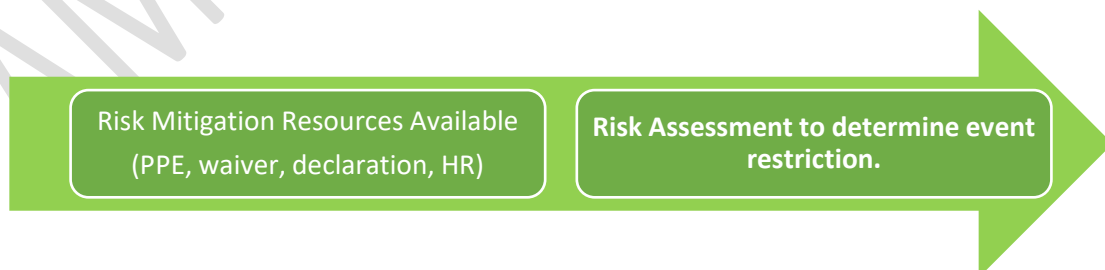 Risk Mitigation Resources Available
(PPE, waiver, declaration, HR)
Risk Assessment to determine event
restriction.